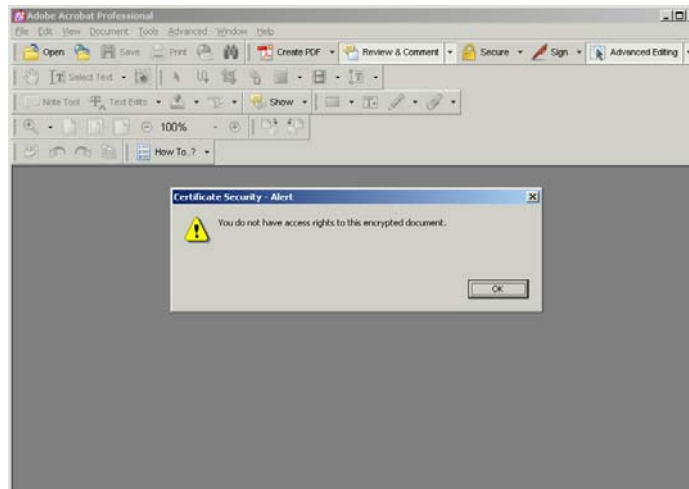 Adobe Acrobat Professional
File Edit View Document Tools Advanced Window Help
Open Save Print Create PDF Review & Comment Secure Sign Advanced Editing
Select Text
Note Tool Text Edits Show
100%
How To..?
Certificate Security - Alert
You do not have access rights to this encrypted document.
OK